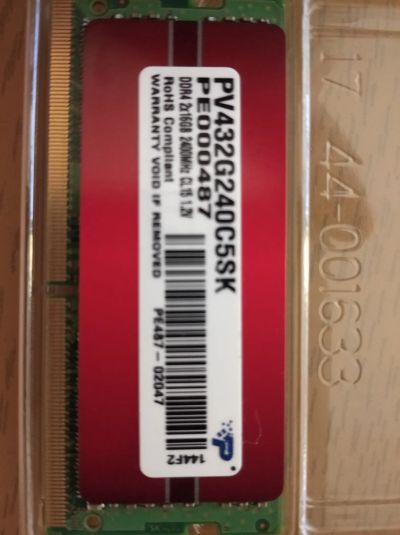 PV432G240C5SK
PE000487
DDR4 2x16GB 2400MHz CL15 1.2V
RoHS Compliant
WARRANTY VOID IF REMOVED
PE487-02047
144F2
17 44-001633